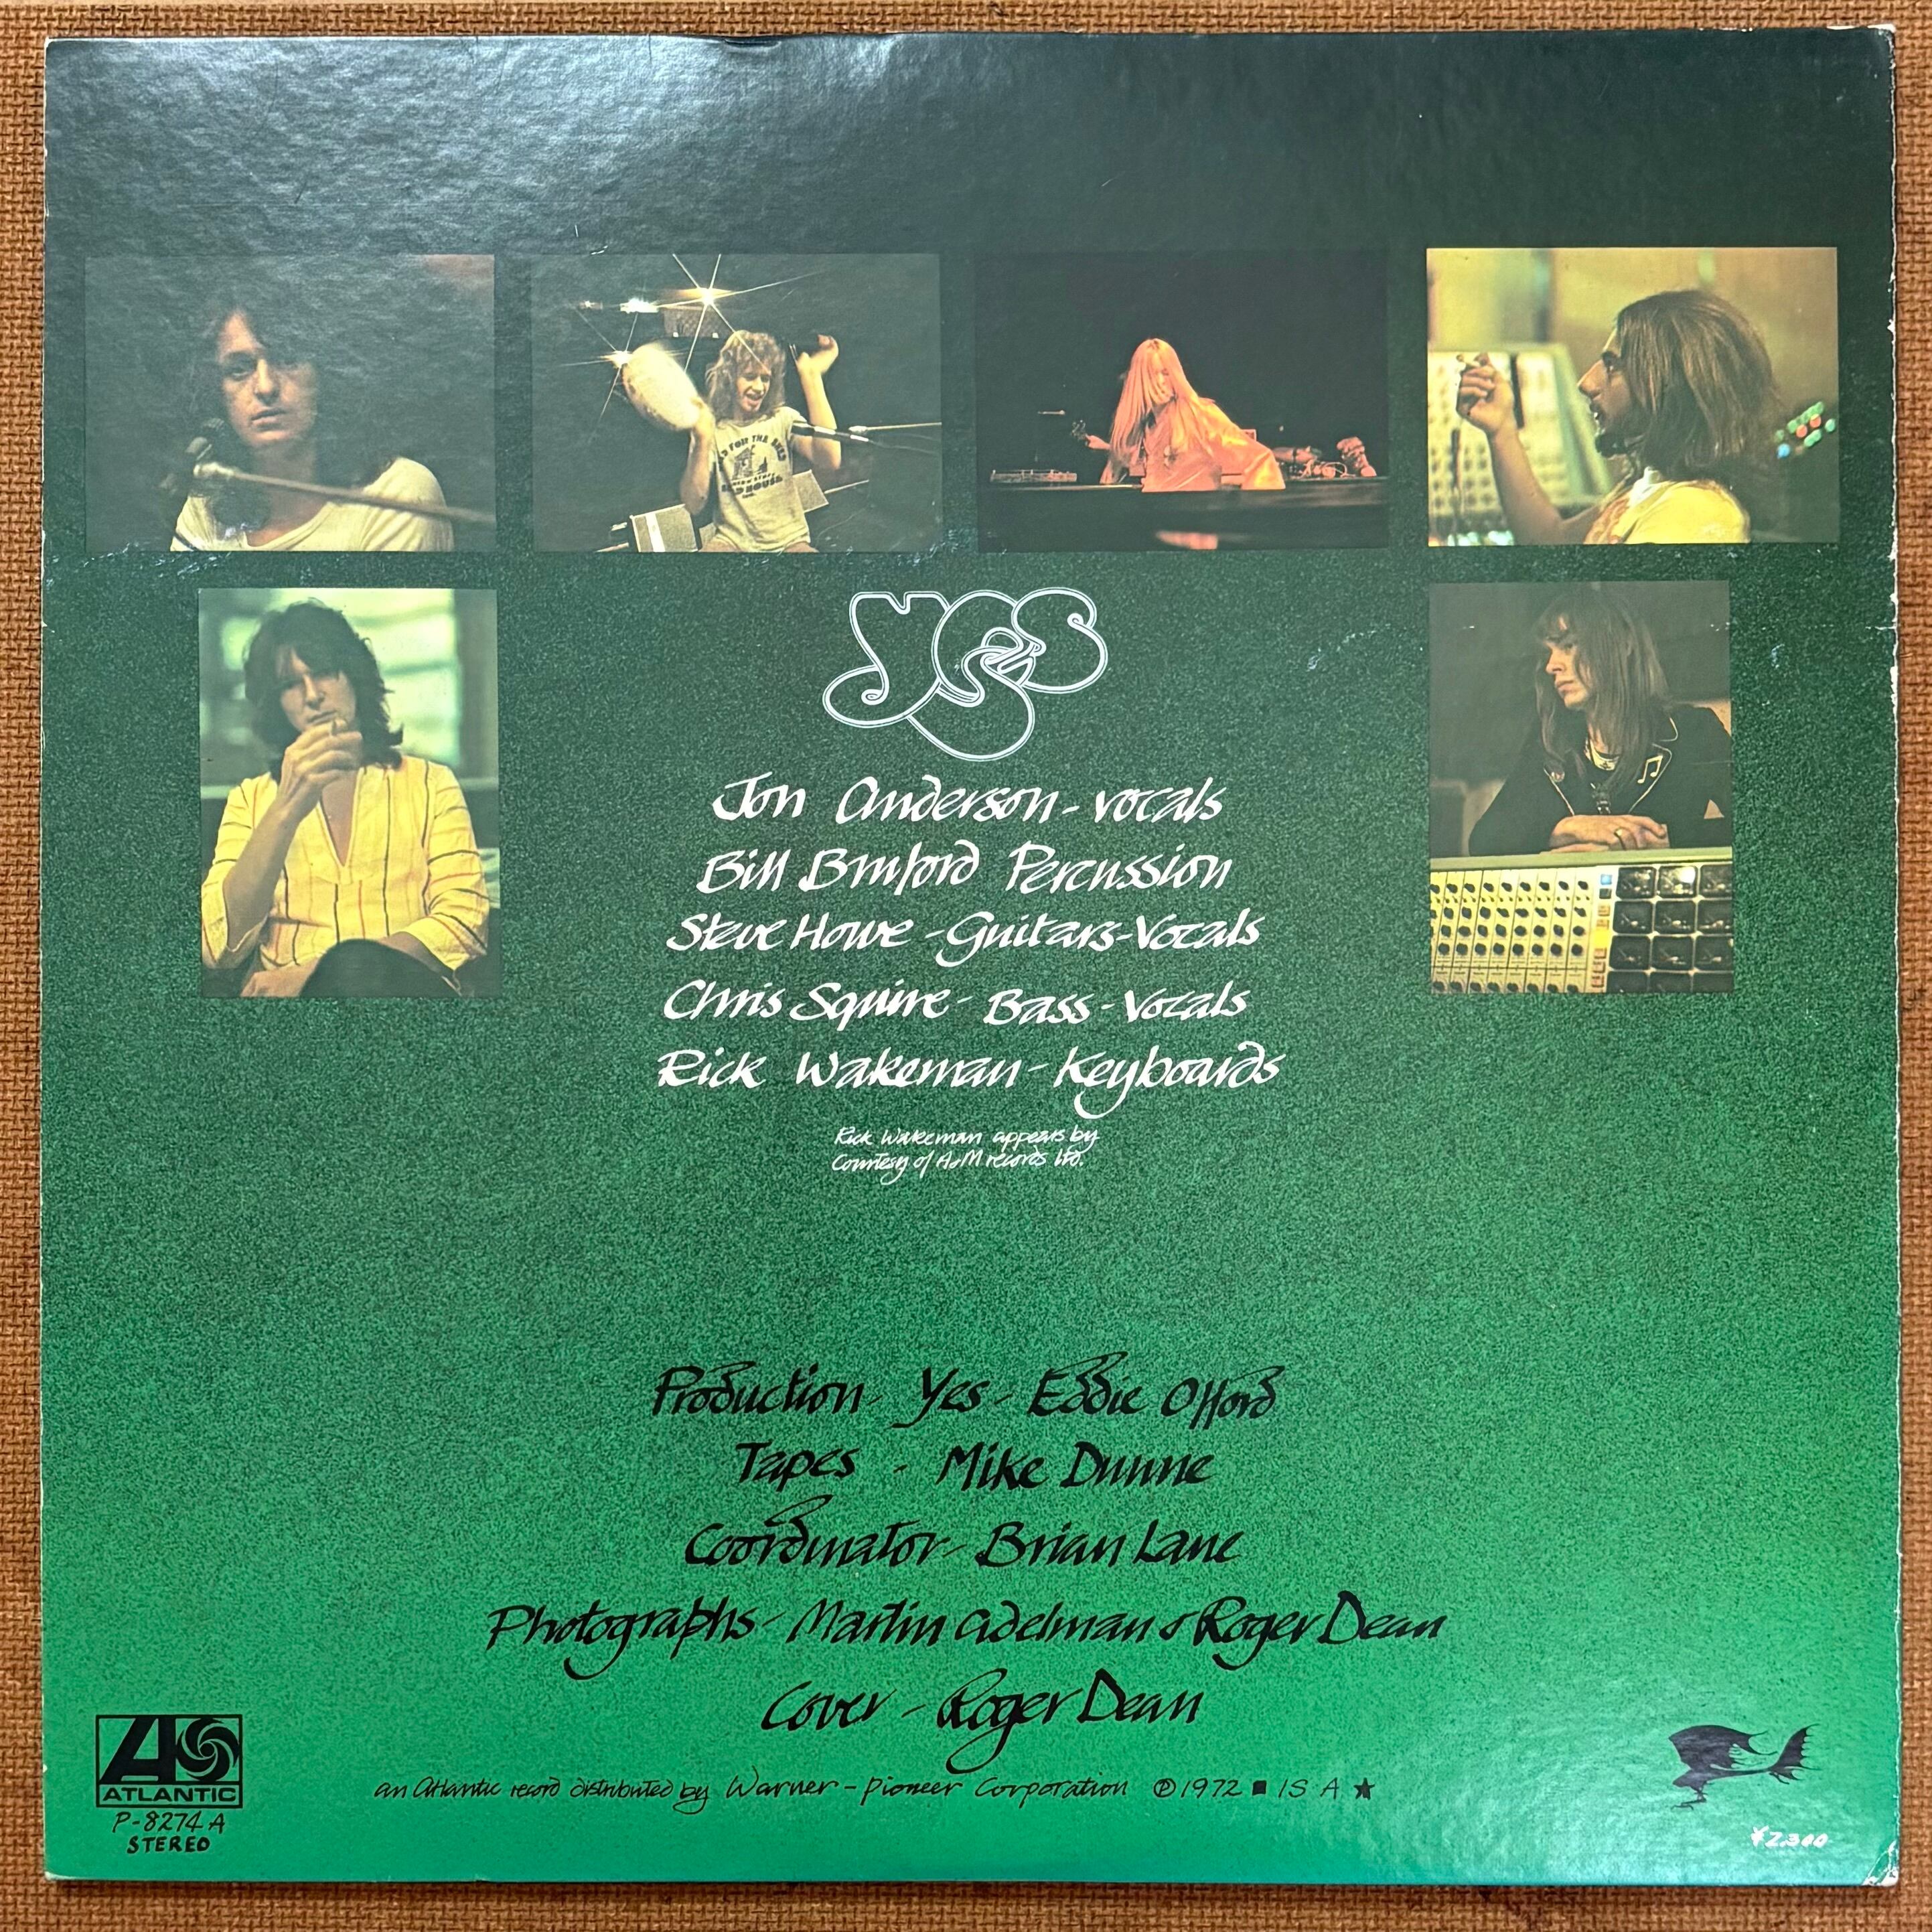 YES
Jon Anderson - vocals
Bill Bruford Percussion
Steve Howe - Guitars - Vocals
Chris Squire - Bass - Vocals
Rick Wakeman - Keyboards
Rick Wakeman appears by
Courtesy of A&M records ltd.
Production - Yes - Eddie Offord
Tapes - Mike Dunne
Coordinator - Brian Lane
Photographs - Martin Adelman & Roger Dean
Cover - Roger Dean
ATLANTIC
P-8274A
STEREO
an Atlantic record distributed by Warner - Pioneer Corporation ℗1972 ■ IS A ★
¥2,300